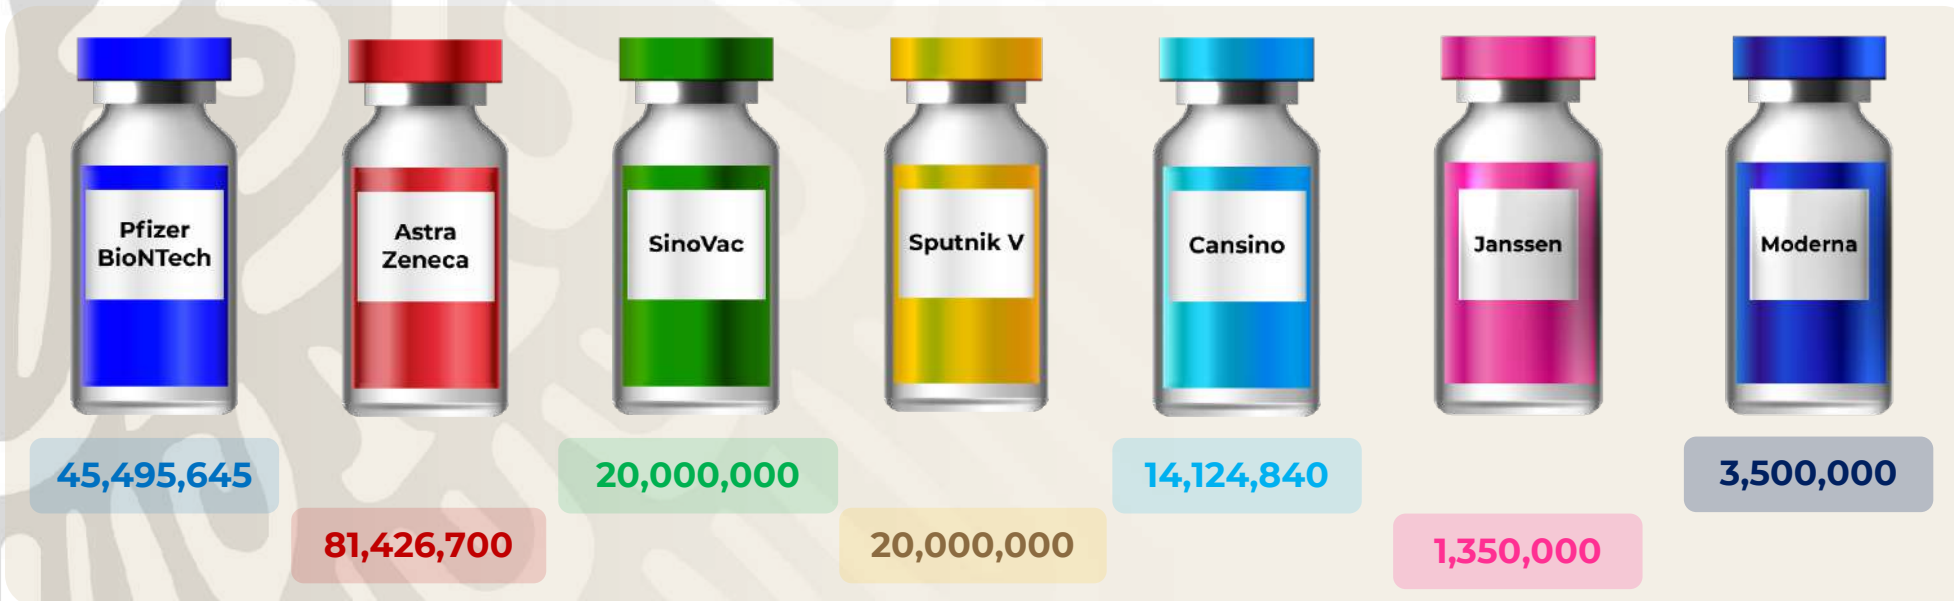 Pfizer
BioNTech
Astra
Zeneca
SinoVac
Sputnik V
Cansino
Janssen
Moderna
45,495,645
81,426,700
20,000,000
20,000,000
14,124,840
1,350,000
3,500,000